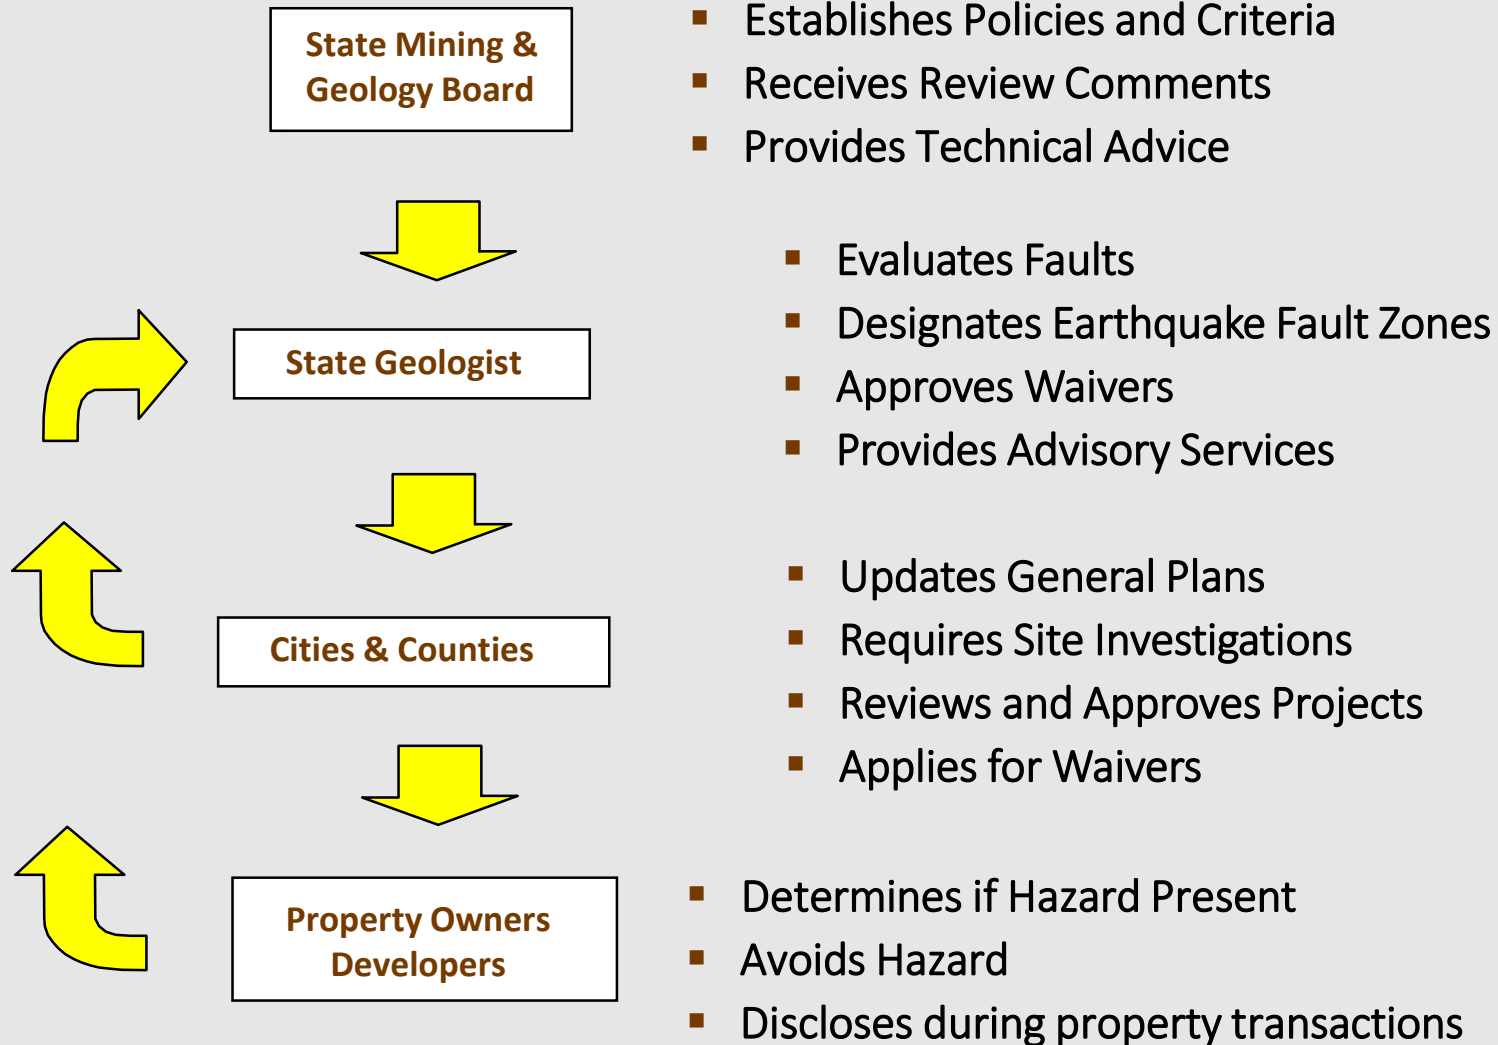 State Mining &
Geology Board
Establishes Policies and Criteria
Receives Review Comments
Provides Technical Advice
State Geologist
Evaluates Faults
Designates Earthquake Fault Zones
Approves Waivers
Provides Advisory Services
Cities & Counties
Updates General Plans
Requires Site Investigations
Reviews and Approves Projects
Applies for Waivers
Property Owners
Developers
Determines if Hazard Present
Avoids Hazard
Discloses during property transactions